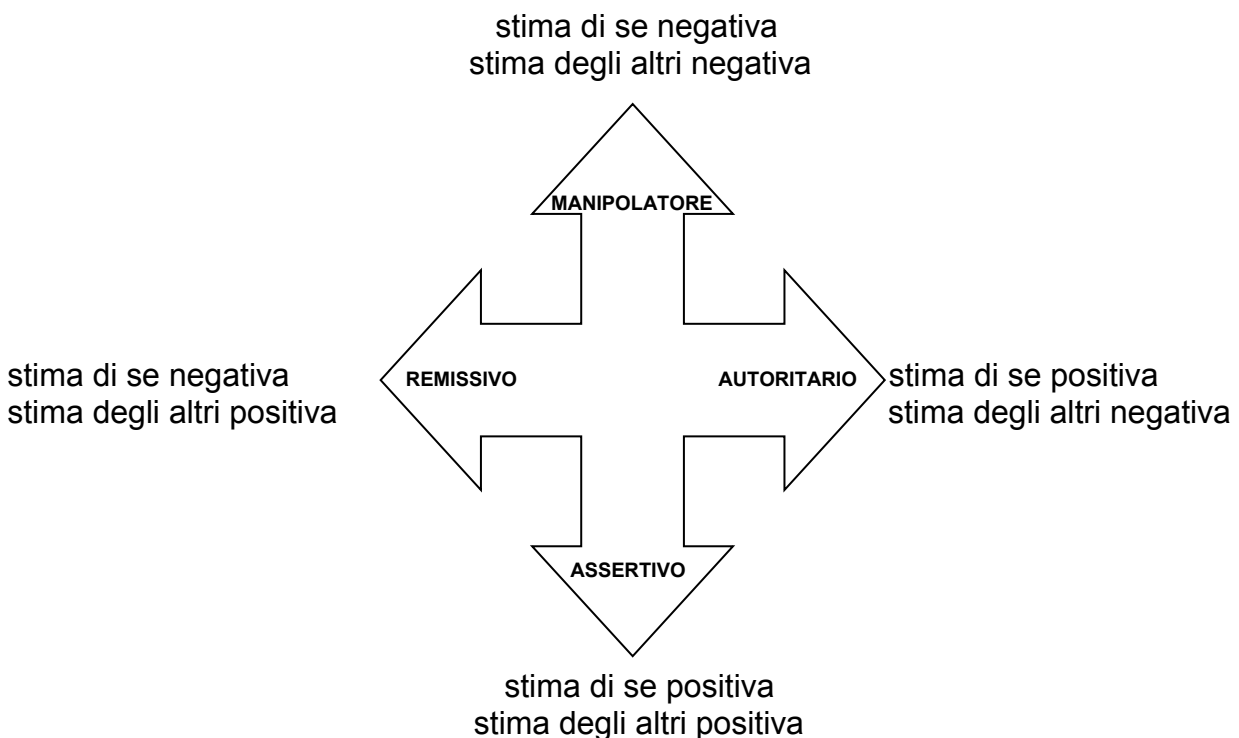 stima di se negativa
stima degli altri negativa
MANIPOLATORE
stima di se negativa
stima degli altri positiva
REMISSIVO
AUTORITARIO
stima di se positiva
stima degli altri negativa
ASSERTIVO
stima di se positiva
stima degli altri positiva